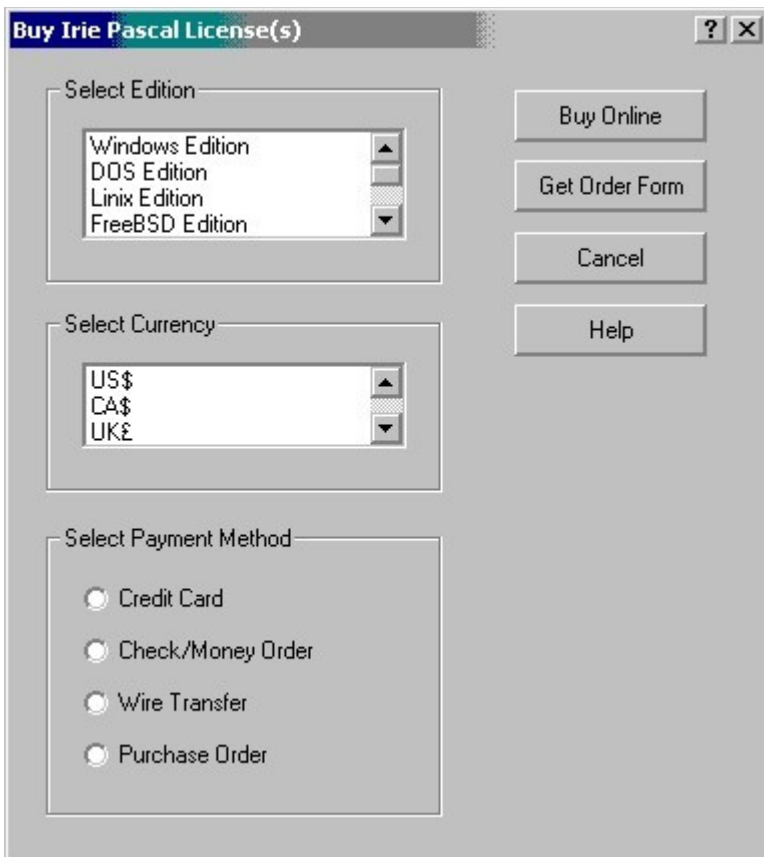 Buy Irie Pascal License(s)
Select Edition
Windows Edition
DOS Edition
Linix Edition
FreeBSD Edition
Select Currency
US$
CA$
UK£
Select Payment Method
Credit Card
Check/Money Order
Wire Transfer
Purchase Order
Buy Online
Get Order Form
Cancel
Help